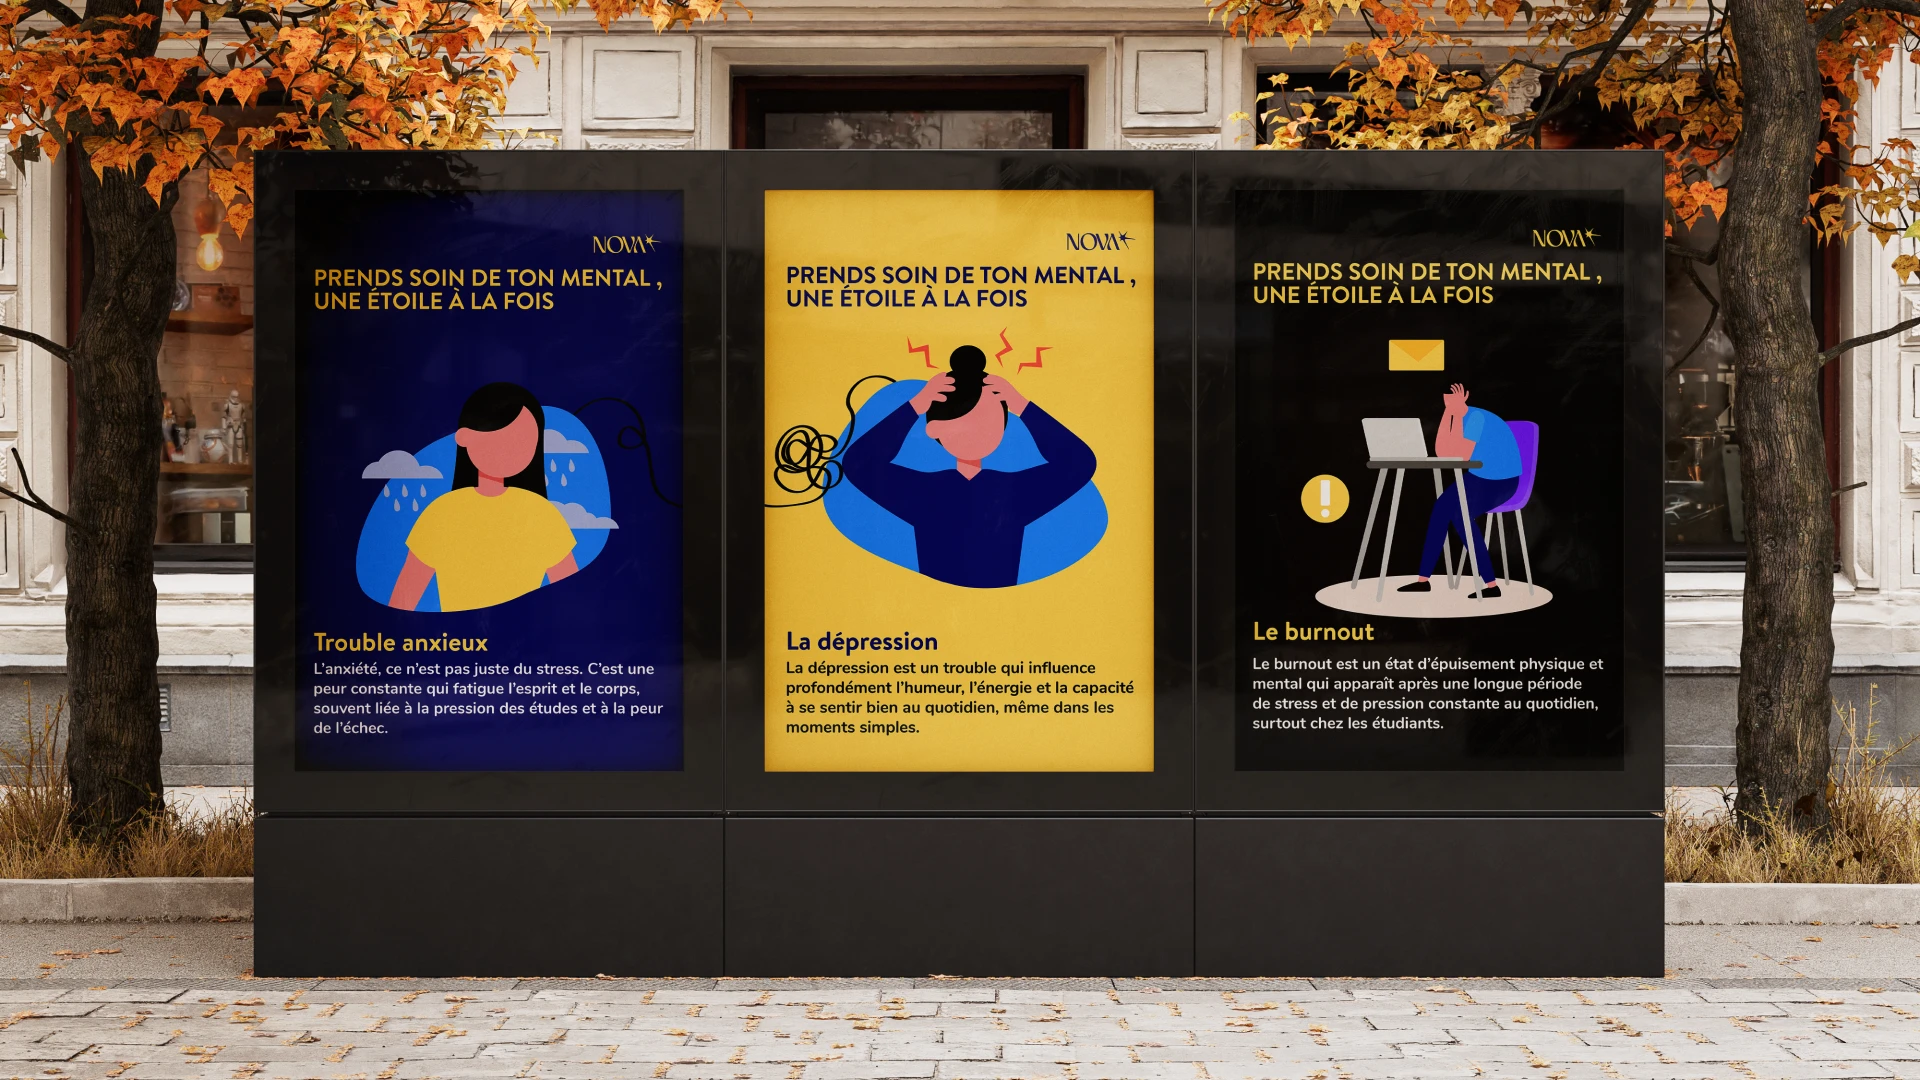 NOVA
PRENDS SOIN DE TON MENTAL ,
UNE ÉTOILE À LA FOIS
Trouble anxieux
L'anxiété, ce n'est pas juste du stress. C'est une
peur constante qui fatigue l'esprit et le corps,
souvent liée à la pression des études et à la peur
de l'échec.
NOVA
PRENDS SOIN DE TON MENTAL ,
UNE ÉTOILE À LA FOIS
La dépression
La dépression est un trouble qui influence
profondément l'humeur, l'énergie et la capacité
à se sentir bien au quotidien, même dans les
moments simples.
NOVA
PRENDS SOIN DE TON MENTAL ,
UNE ÉTOILE À LA FOIS
Le burnout
Le burnout est un état d'épuisement physique et
mental qui apparaît après une longue période
de stress et de pression constante au quotidien,
surtout chez les étudiants.